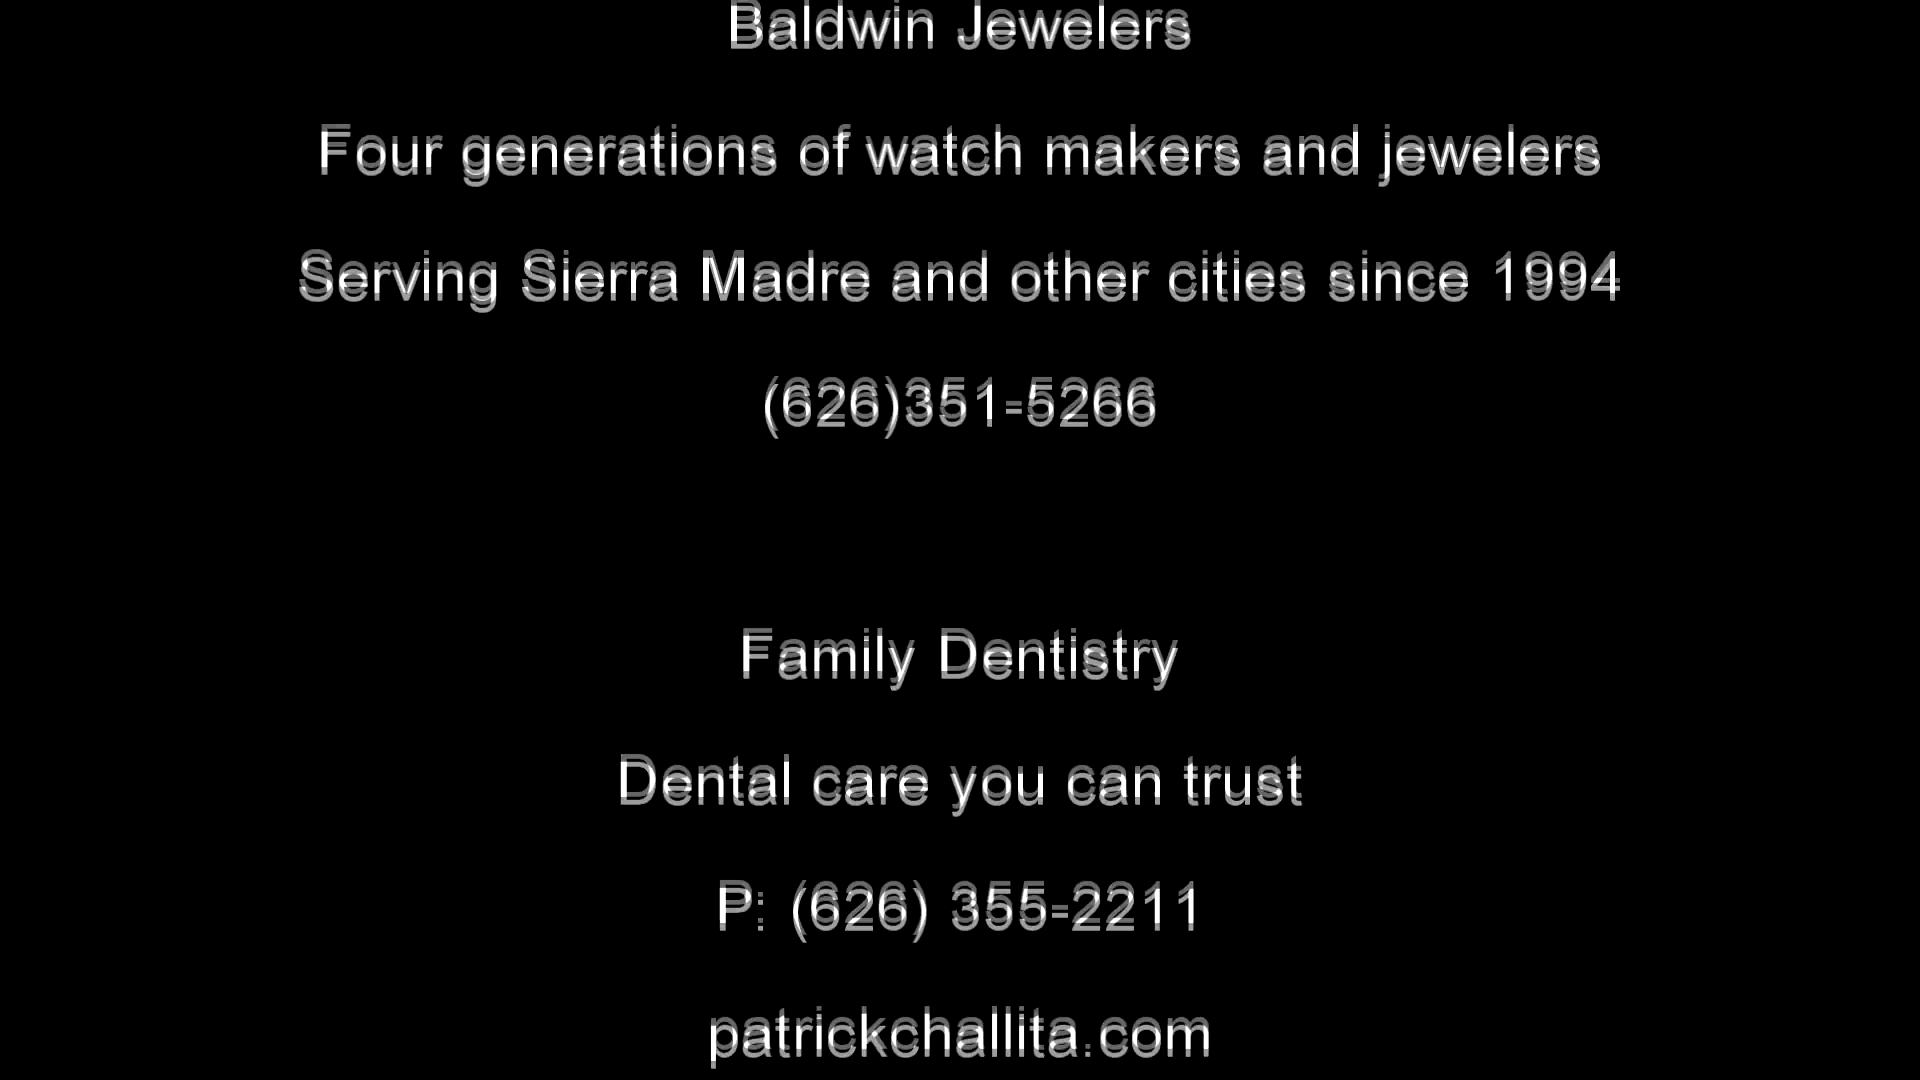 Baldwin Jewelers
Four generations of watch makers and jewelers
Serving Sierra Madre and other cities since 1994
(626)351-5266
Family Dentistry
Dental care you can trust
P: (626) 355-2211
patrickchallita.com